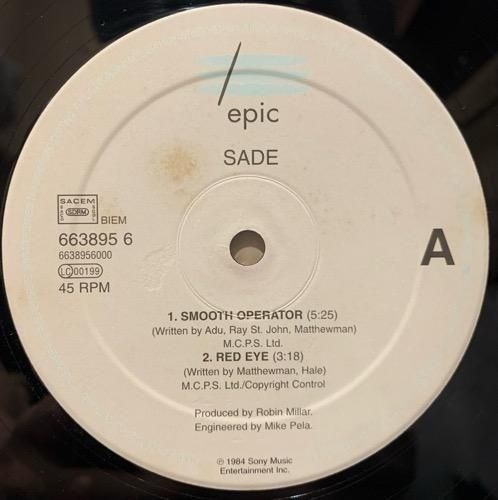 epic
SADE
SACEM
SDRM
BIEM
663895 6
6638956000
LC 00199
45 RPM
A
1. SMOOTH OPERATOR (5:25)
(Written by Adu, Ray St. John, Matthewman)
M.C.P.S. Ltd.
2. RED EYE (3:18)
(Written by Matthewman, Hale)
M.C.P.S. Ltd./Copyright Control
Produced by Robin Millar.
Engineered by Mike Pela.
℗ 1984 Sony Music
Entertainment Inc.